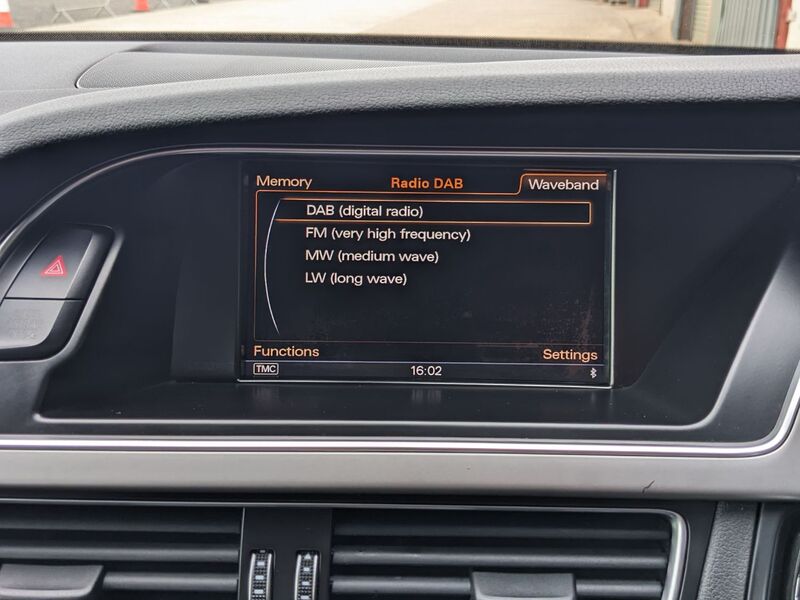 Memory Radio DAB Waveband
DAB (digital radio)
FM (very high frequency)
MW (medium wave)
LW (long wave)
Functions Settings
TMC 16:02